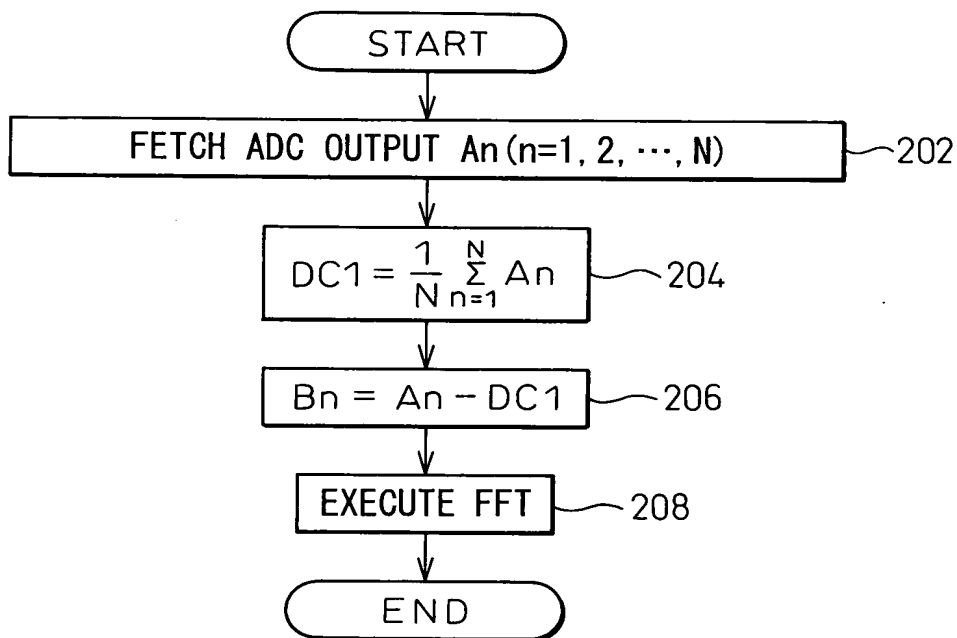 START
FETCH ADC OUTPUT An(n=1, 2, ⋯, N)
202
DC1 = 1/N Σ_{n=1}^{N} An
204
Bn = An − DC1
206
EXECUTE FFT
208
END